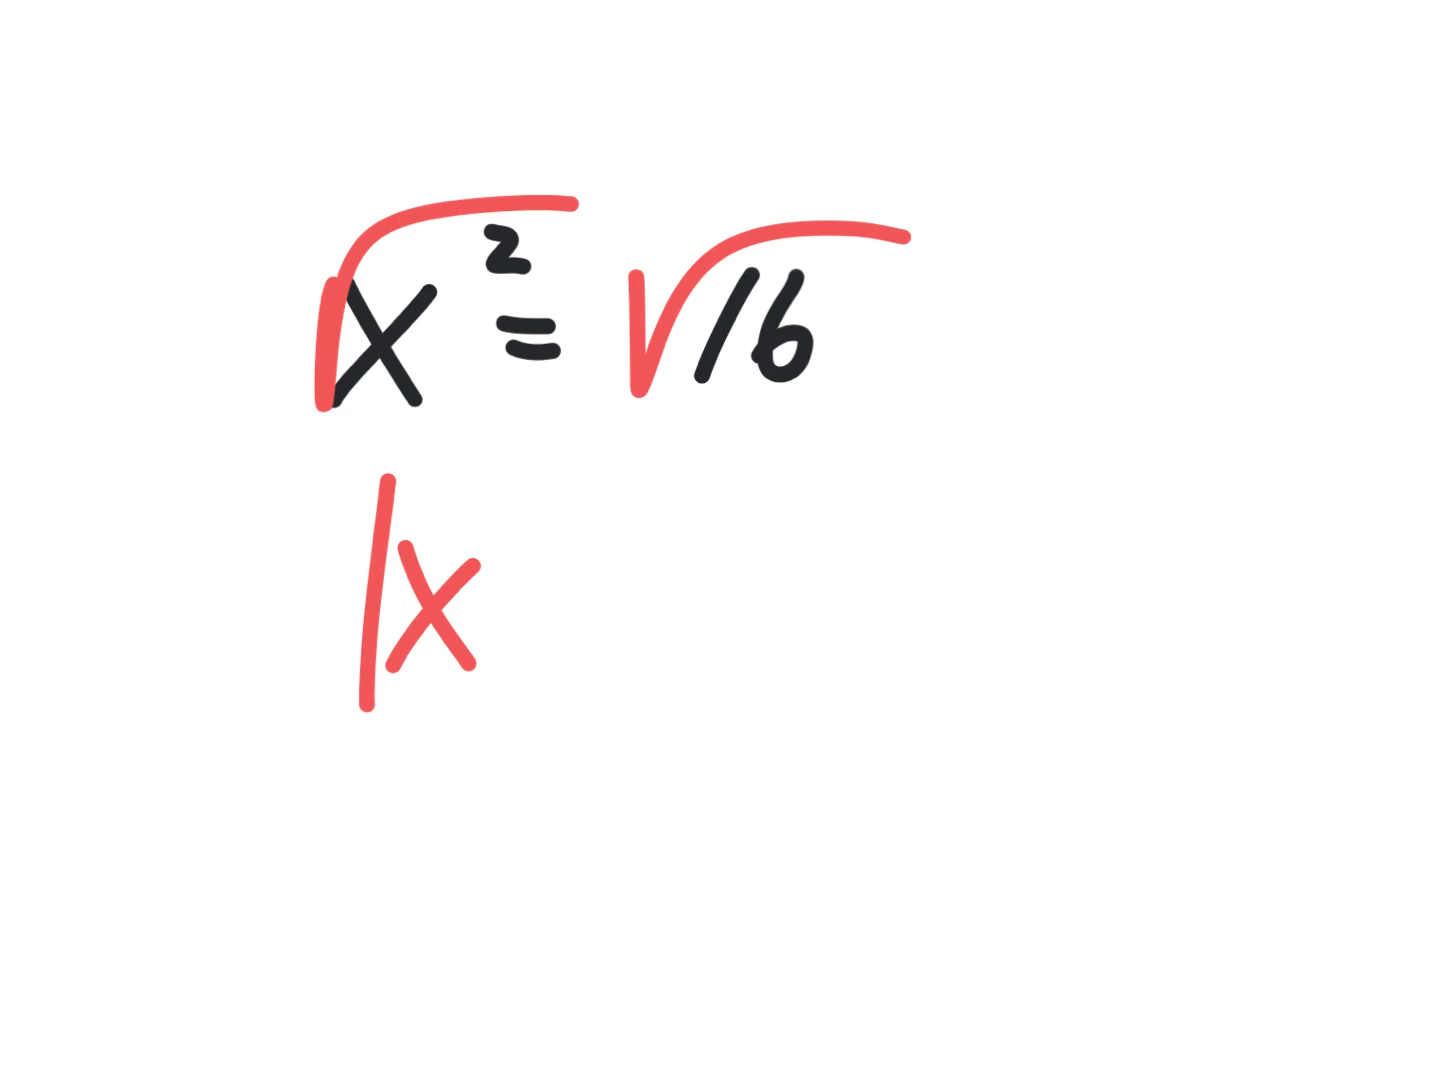 √x² = √16
|x